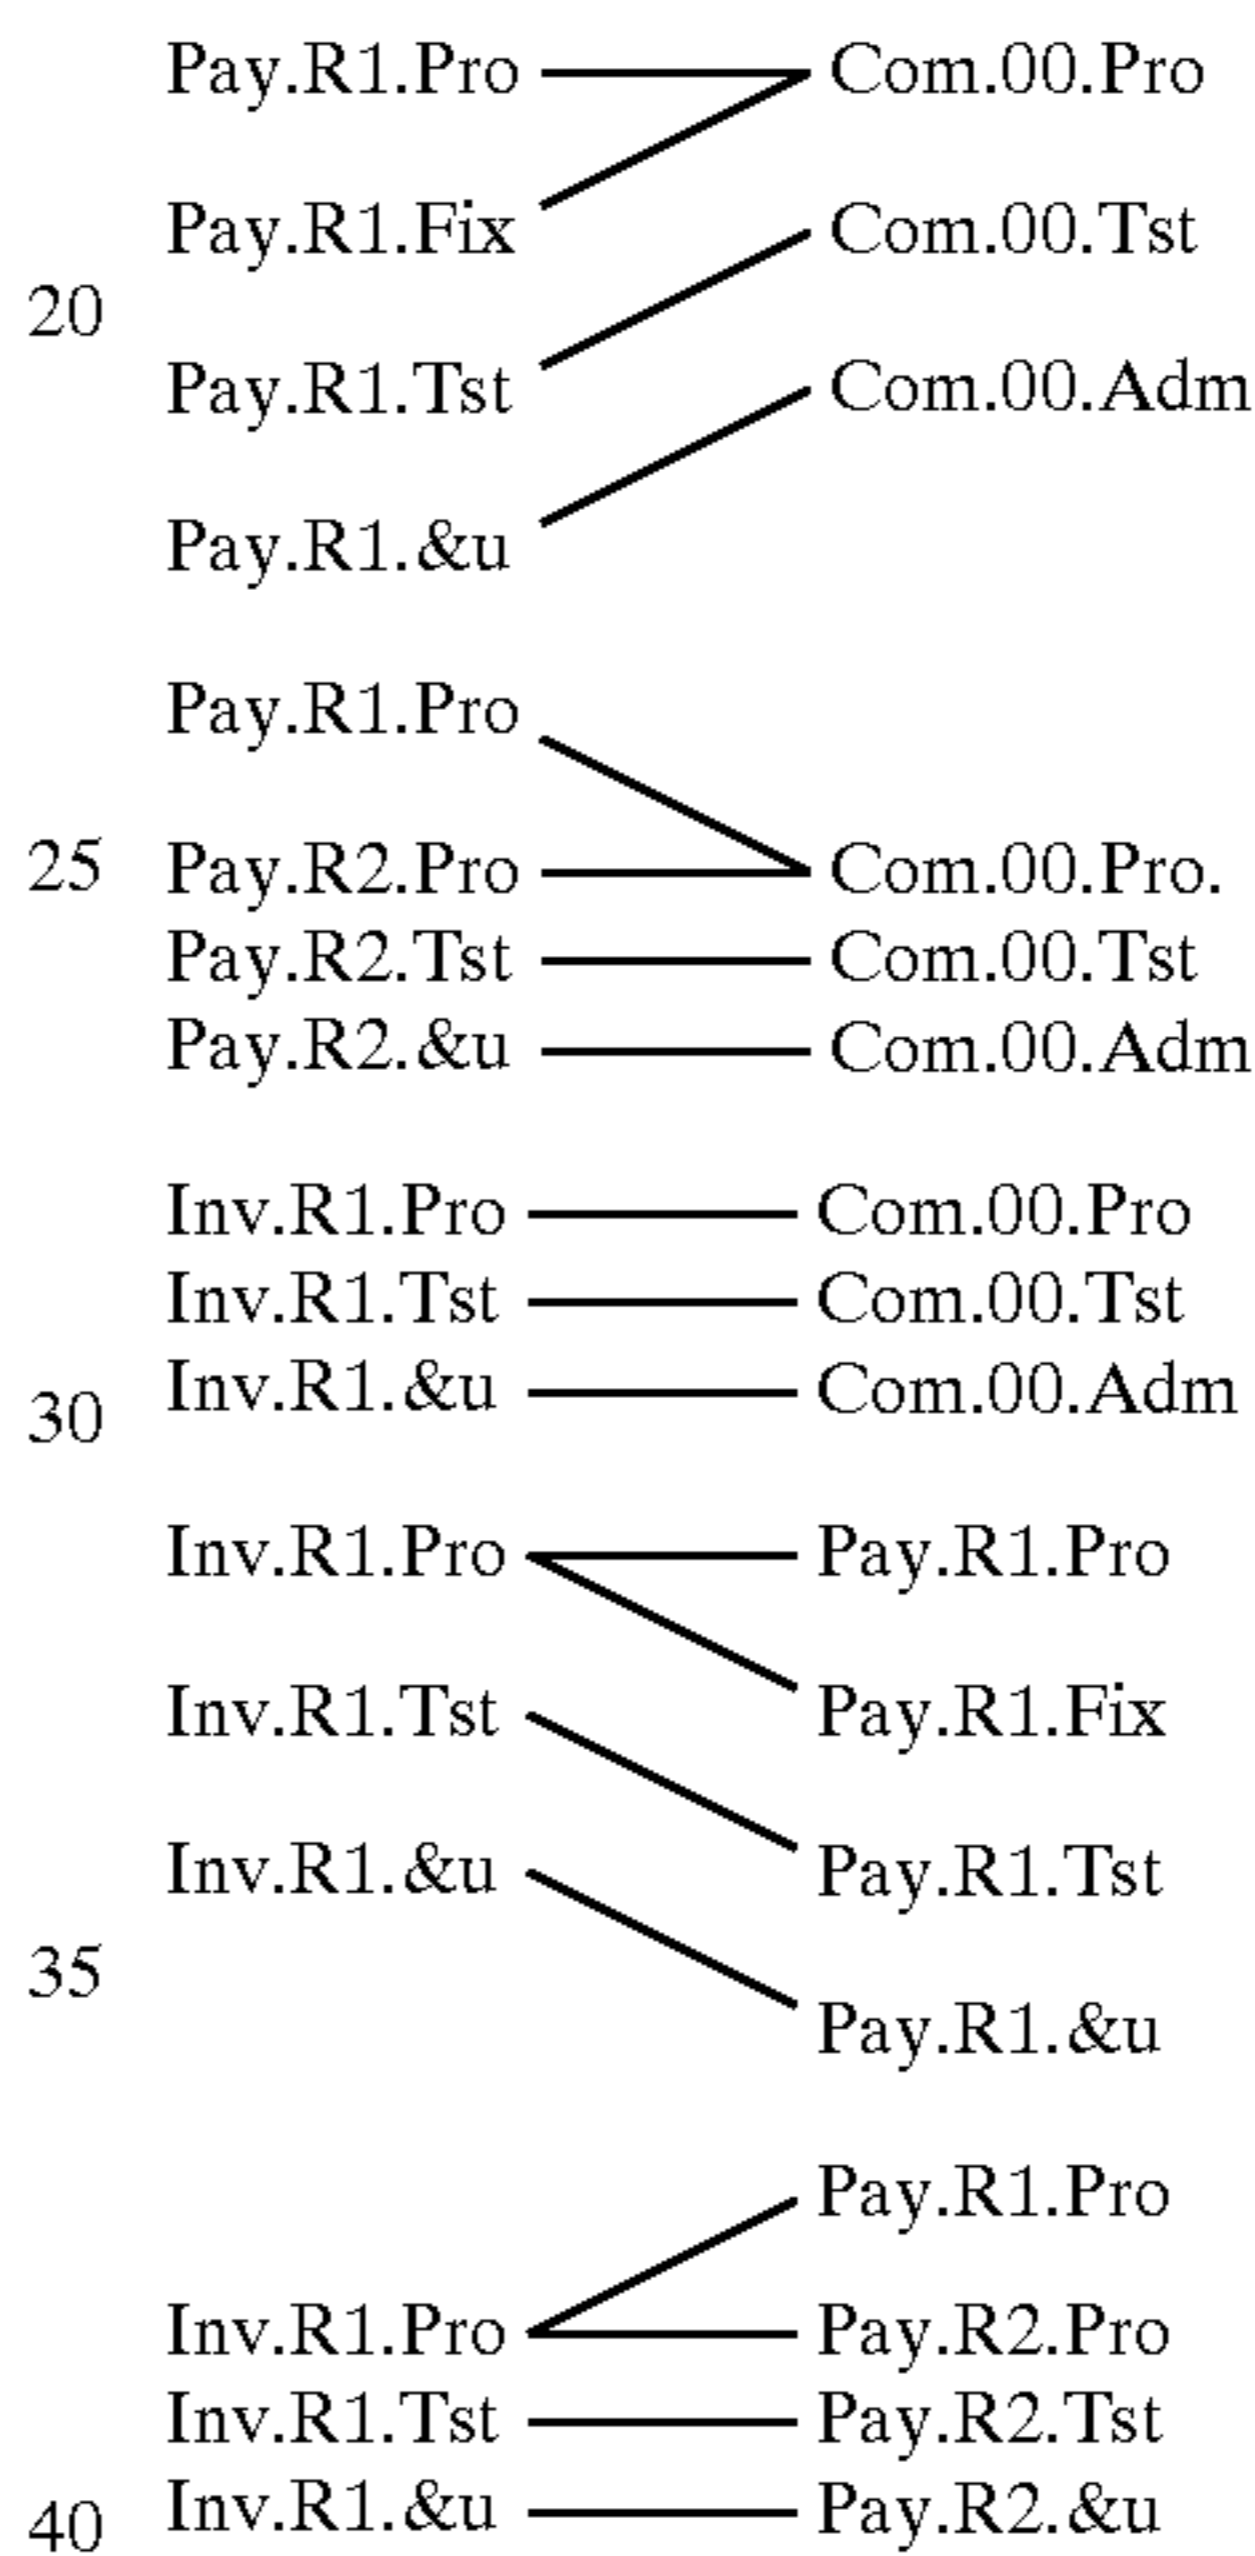 Pay.R1.Pro Com.00.Pro
Pay.R1.Fix Com.00.Tst
20
Pay.R1.Tst Com.00.Adm
Pay.R1.&u
Pay.R1.Pro
25 Pay.R2.Pro Com.00.Pro.
Pay.R2.Tst Com.00.Tst
Pay.R2.&u Com.00.Adm
Inv.R1.Pro Com.00.Pro
Inv.R1.Tst Com.00.Tst
30 Inv.R1.&u Com.00.Adm
Inv.R1.Pro Pay.R1.Pro
Inv.R1.Tst Pay.R1.Fix
Inv.R1.&u Pay.R1.Tst
35
Pay.R1.&u
Pay.R1.Pro
Inv.R1.Pro Pay.R2.Pro
Inv.R1.Tst Pay.R2.Tst
40 Inv.R1.&u Pay.R2.&u